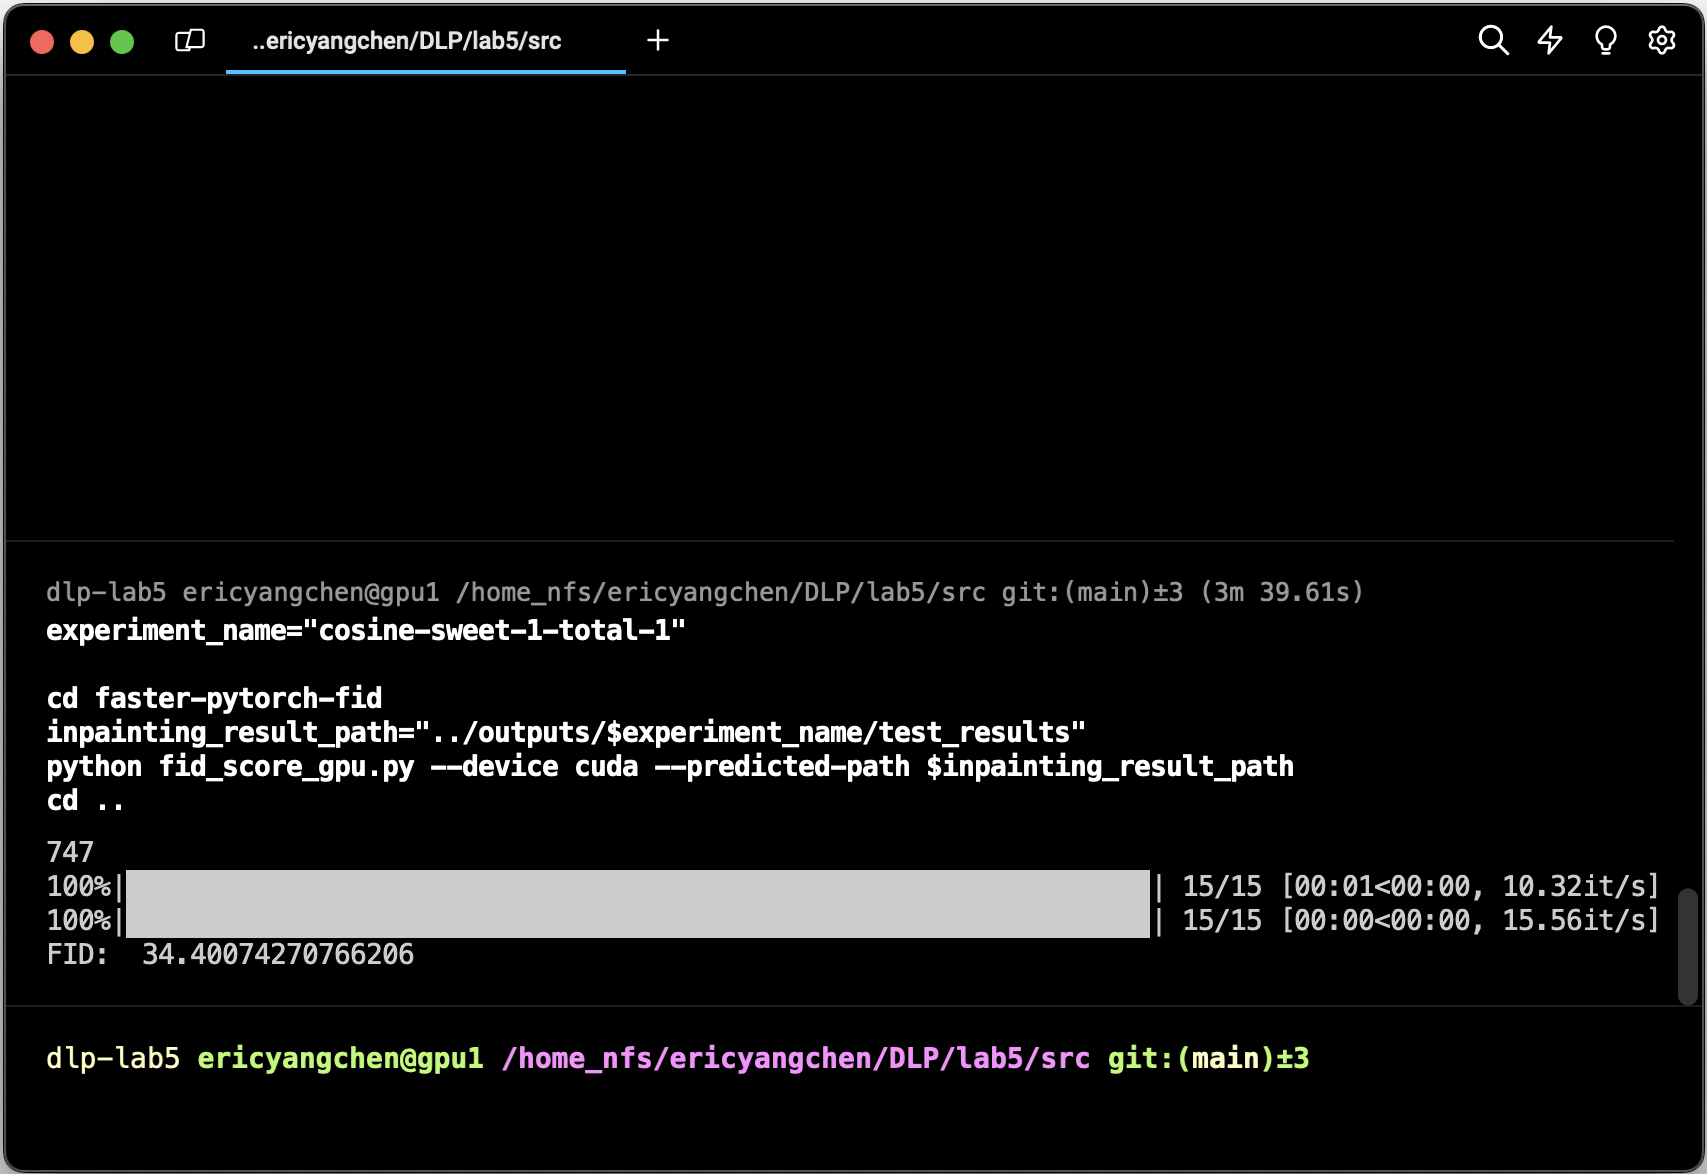 ..ericyangchen/DLP/lab5/src
dlp-lab5 ericyangchen@gpu1 /home_nfs/ericyangchen/DLP/lab5/src git:(main)±3 (3m 39.61s)
experiment_name="cosine-sweet-1-total-1"
cd faster-pytorch-fid
inpainting_result_path="../outputs/$experiment_name/test_results"
python fid_score_gpu.py --device cuda --predicted-path $inpainting_result_path
cd ..
747
100%| | 15/15 [00:01<00:00, 10.32it/s]
100%| | 15/15 [00:00<00:00, 15.56it/s]
FID:  34.40074270766206
dlp-lab5 ericyangchen@gpu1 /home_nfs/ericyangchen/DLP/lab5/src git:(main)±3